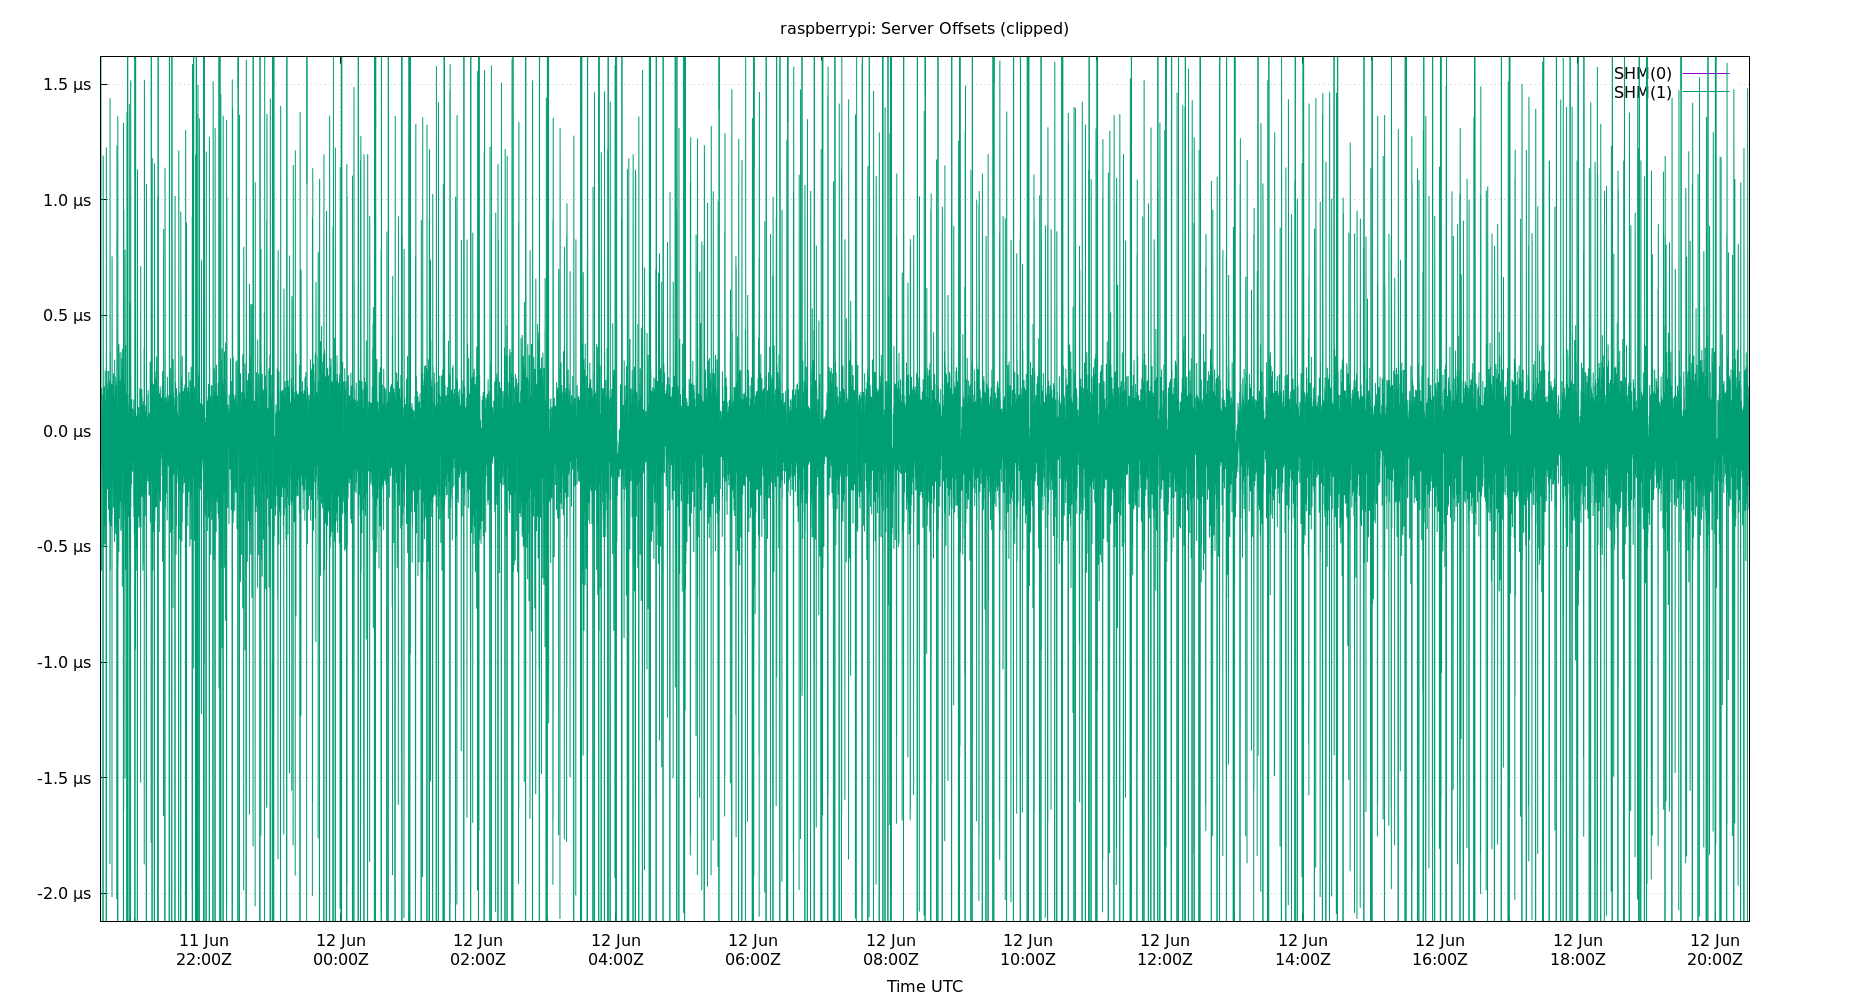 raspberrypi: Server Offsets (clipped)
SHM(0)
SHM(1)
1.5 µs
1.0 µs
0.5 µs
0.0 µs
-0.5 µs
-1.0 µs
-1.5 µs
-2.0 µs
11 Jun 12 Jun 12 Jun 12 Jun 12 Jun 12 Jun 12 Jun 12 Jun 12 Jun 12 Jun 12 Jun 12 Jun
22:00Z 00:00Z 02:00Z 04:00Z 06:00Z 08:00Z 10:00Z 12:00Z 14:00Z 16:00Z 18:00Z 20:00Z
Time UTC